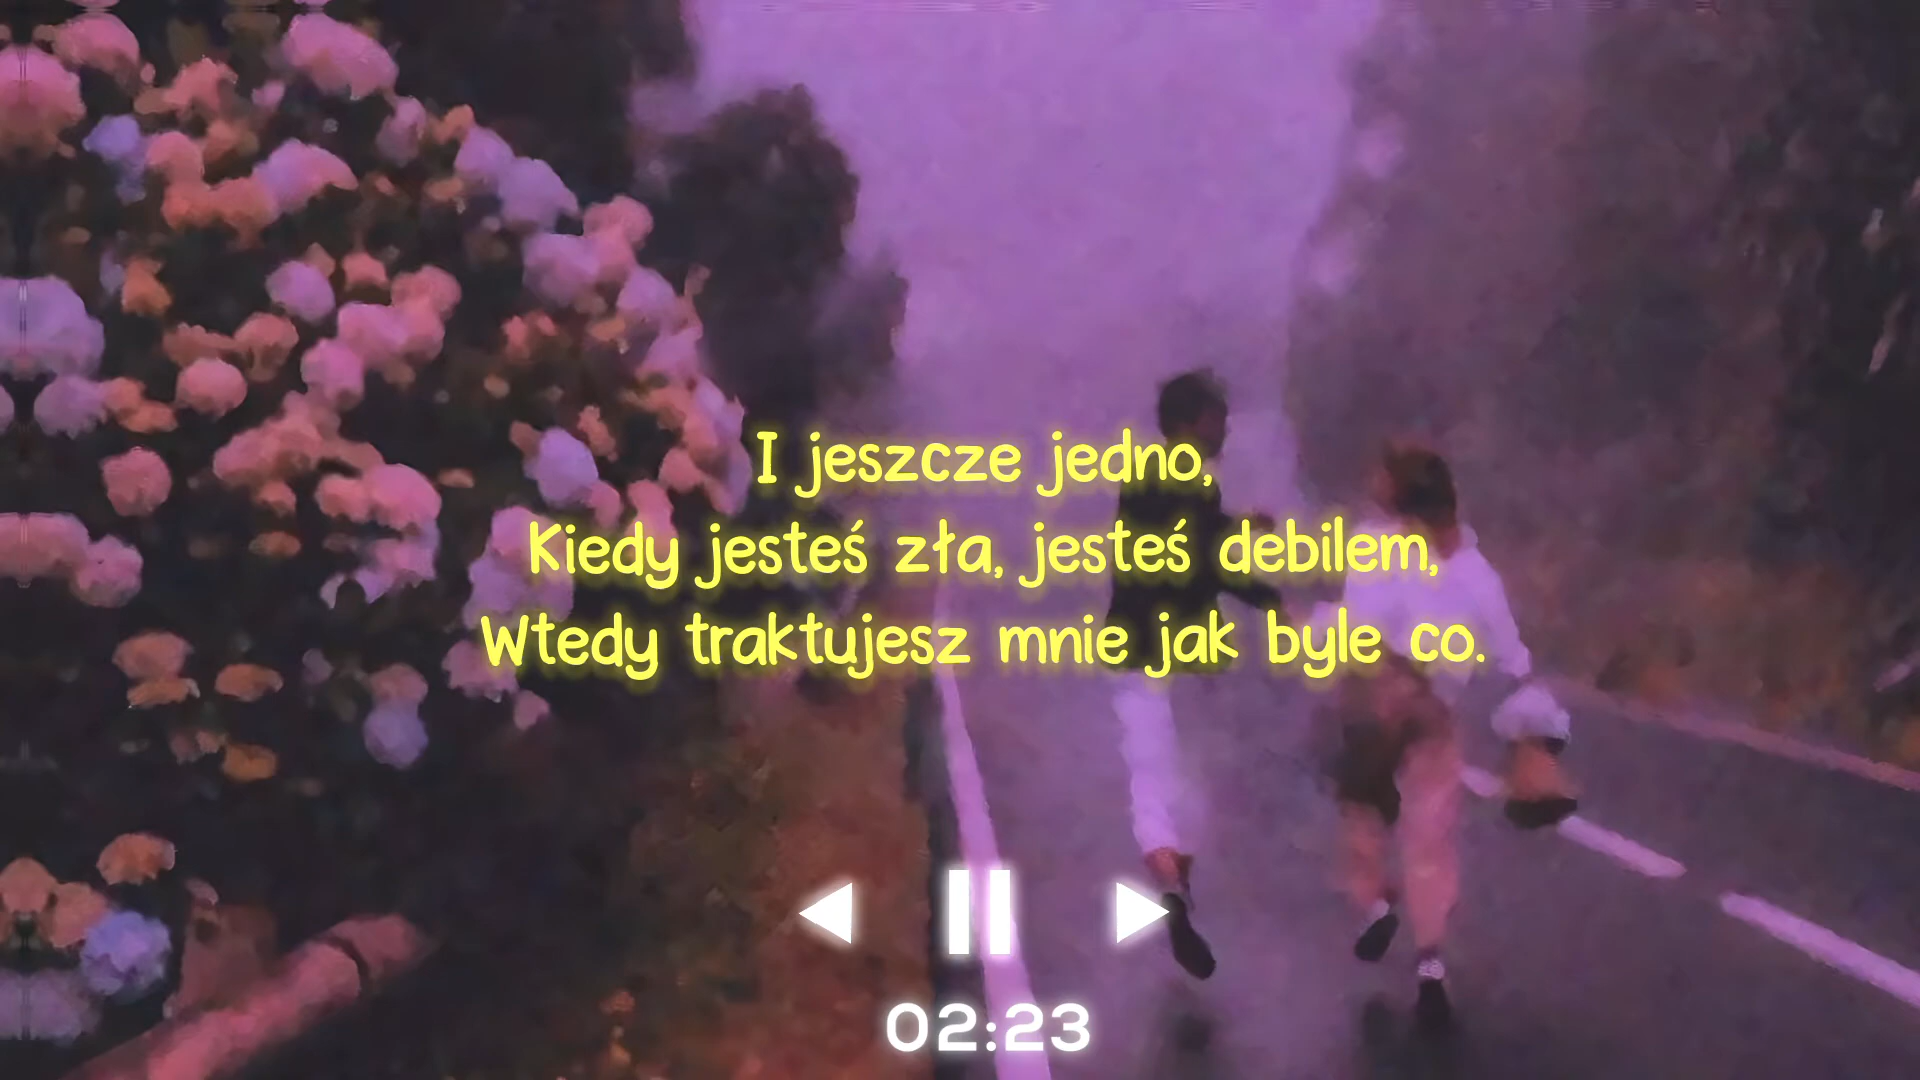 I jeszcze jedno,
Kiedy jesteś zła, jesteś debilem,
Wtedy traktujesz mnie jak byle co.
02:23